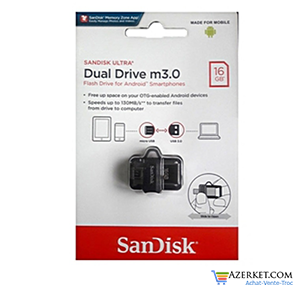 SanDisk Memory Zone App
MADE FOR MOBILE
SANDISK ULTRA®
Dual Drive m3.0
Flash Drive for Android™ Smartphones
16
GB
• Free up space on your OTG-enabled Android devices
• Speeds up to 130MB/s** to transfer files
from drive to computer
micro-USB
USB 3.0
SanDisk
AZERKET.COM
Achat-Vente-Troc